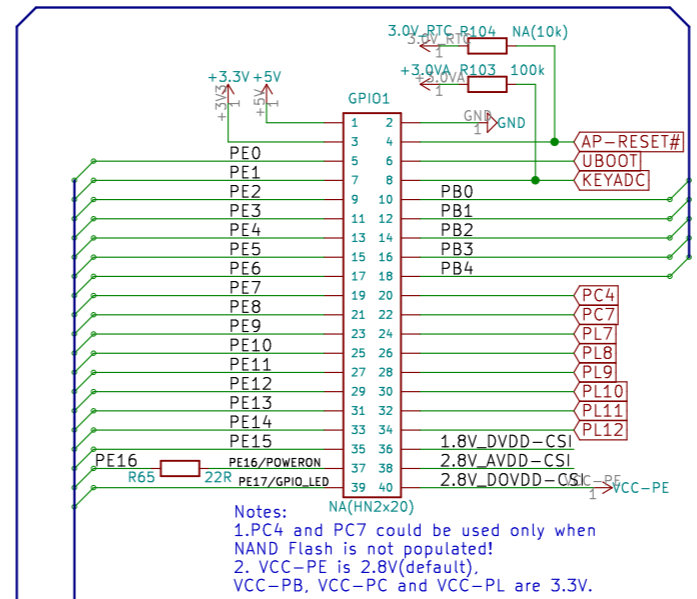 3.0V_RTC R104 NA(10k)
3.0V_RTC
1
+3.0VA R103 100k
+3.0VA
1
+3.3V +5V
+3V3 1
+5V 1
GPIO1
GND
1 GND
1 2
3 4 AP-RESET#
PE0 5 6 UBOOT
PE1 7 8 KEYADC
PE2 9 10 PB0
PE3 11 12 PB1
PE4 13 14 PB2
PE5 15 16 PB3
PE6 17 18 PB4
PE7 19 20 PC4
PE8 21 22 PC7
PE9 23 24 PL7
PE10 25 26 PL8
PE11 27 28 PL9
PE12 29 30 PL10
PE13 31 32 PL11
PE14 33 34 PL12
PE15 35 36 1.8V_DVDD-CSI
PE16 R65 22R PE16/POWERON 37 38 2.8V_AVDD-CSI
PE17/GPIO_LED 39 40 2.8V_DOVDD-CSI VCC-PE
1 VCC-PE
NA(HN2x20)
Notes:
1.PC4 and PC7 could be used only when
NAND Flash is not populated!
2. VCC-PE is 2.8V(default),
VCC-PB, VCC-PC and VCC-PL are 3.3V.